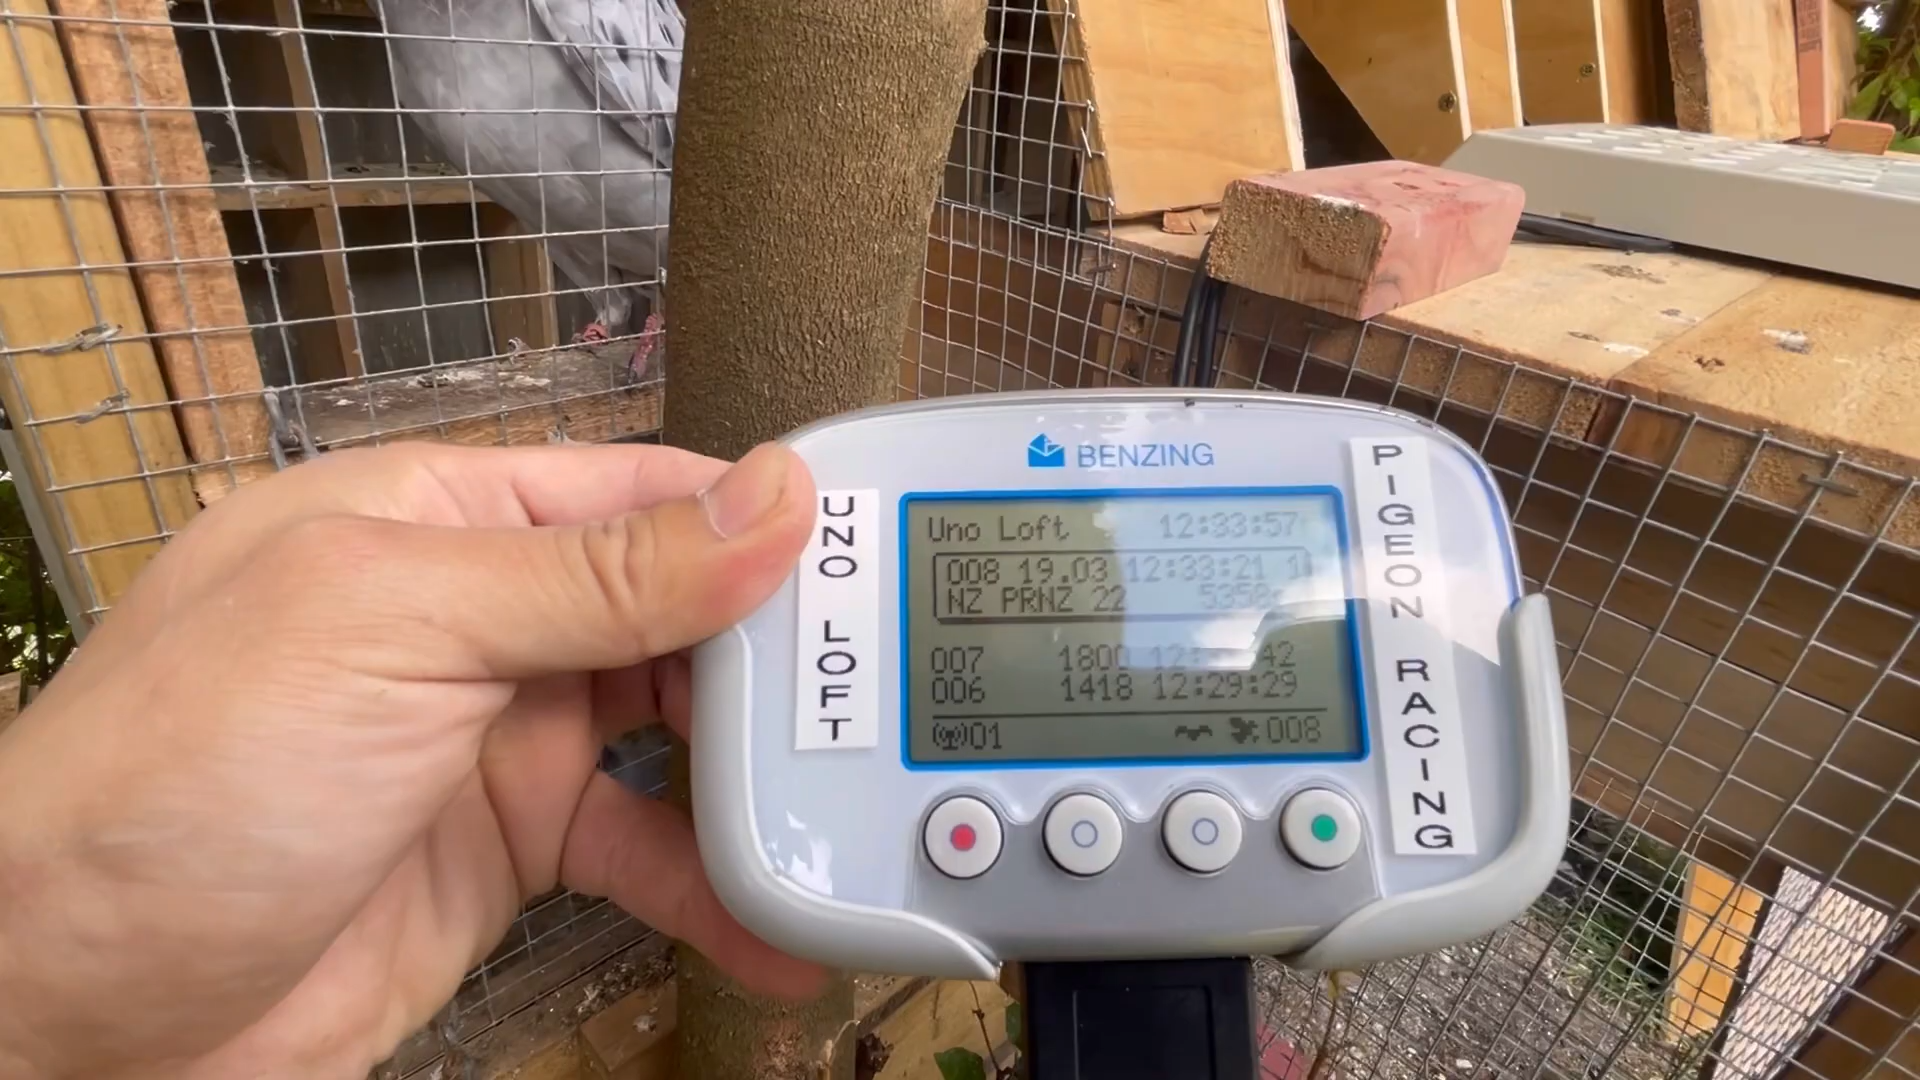 BENZING
UNO LOFT
Uno Loft 12:33:57
008 19.03 12:33:21 1
NZ PRNZ 22
007 1800
006 1418 12:29:29
01 008
PIGEON RACING